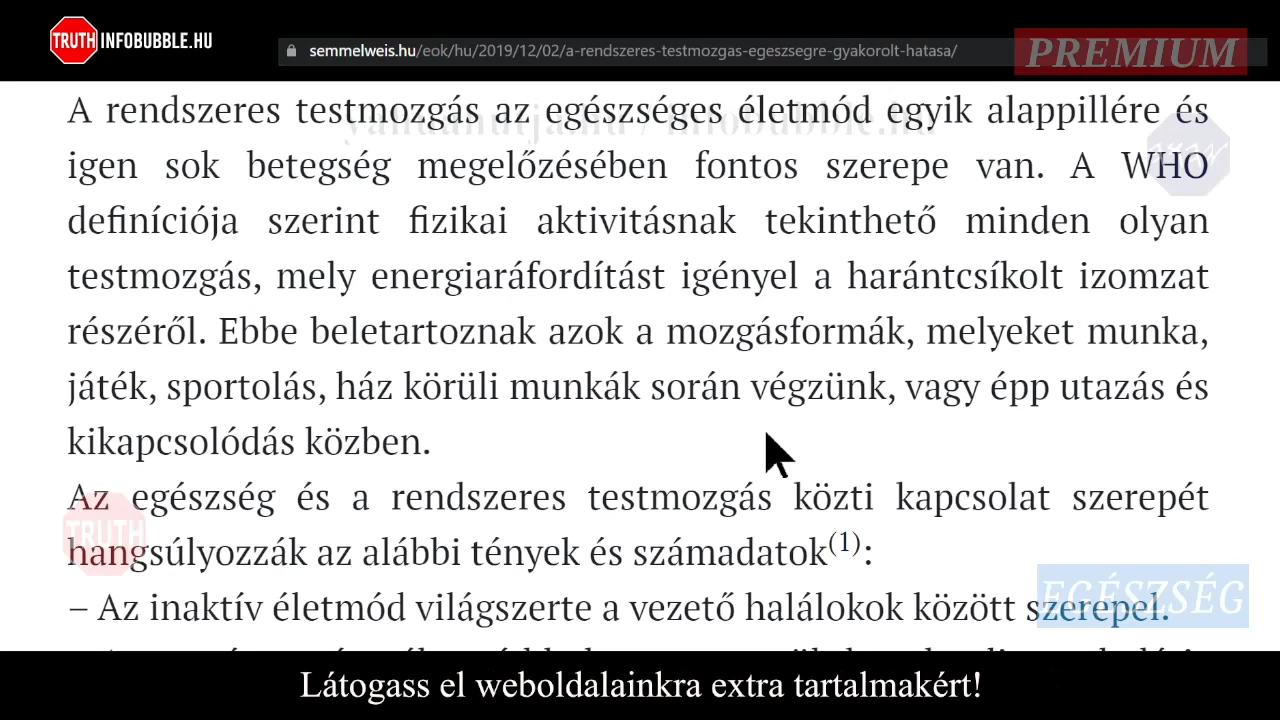 TRUTH INFOBUBBLE.HU
semmelweis.hu/eok/hu/2019/12/02/a-rendszeres-testmozgas-egeszsegre-gyakorolt-hatasa/
PREMIUM
A rendszeres testmozgás az egészséges életmód egyik alappillére és
igen sok betegség megelőzésében fontos szerepe van. A WHO
definíciója szerint fizikai aktivitásnak tekinthető minden olyan
testmozgás, mely energiaráfordítást igényel a harántcsíkolt izomzat
részéről. Ebbe beletartoznak azok a mozgásformák, melyeket munka,
játék, sportolás, ház körüli munkák során végzünk, vagy épp utazás és
kikapcsolódás közben.
Az egészség és a rendszeres testmozgás közti kapcsolat szerepét
TRUTH
hangsúlyozzák az alábbi tények és számadatok(1):
– Az inaktív életmód világszerte a vezető halálokok között szerepel.
EGÉSZSÉG
Látogass el weboldalainkra extra tartalmakért!